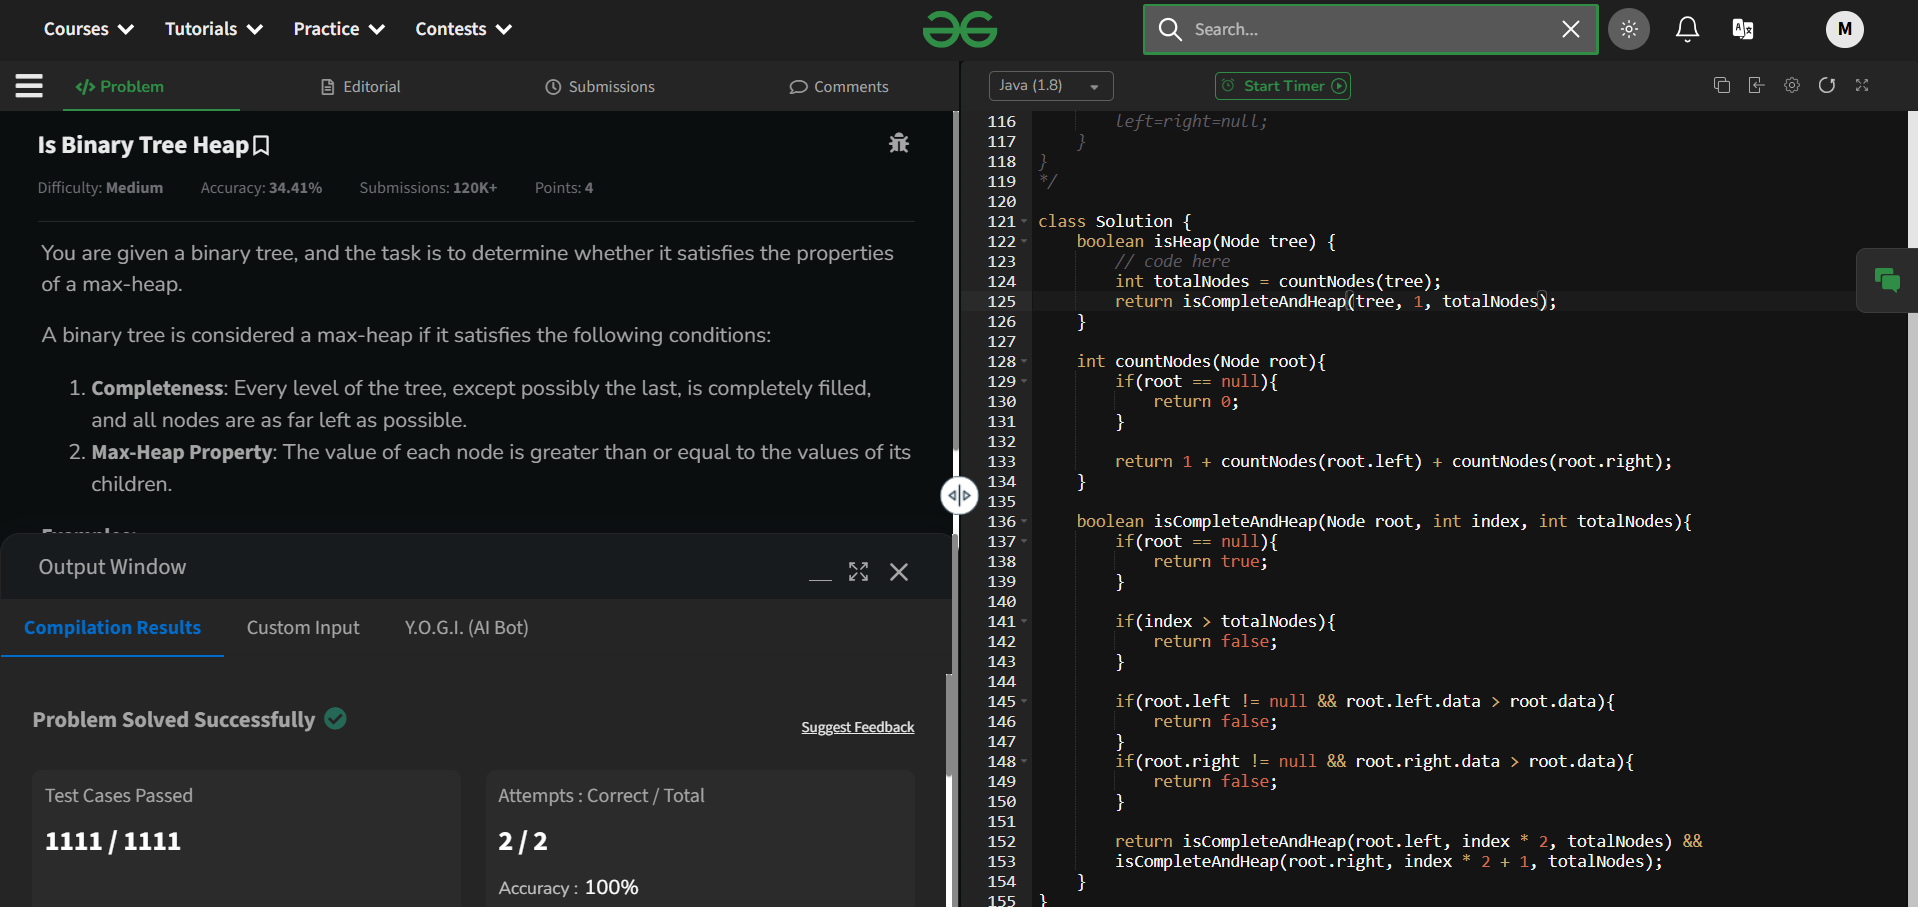 Courses Tutorials Practice Contests Search... M
Problem Editorial Submissions Comments
Java (1.8) Start Timer
Is Binary Tree Heap
Difficulty: Medium Accuracy: 34.41% Submissions: 120K+ Points: 4
You are given a binary tree, and the task is to determine whether it satisfies the properties
of a max-heap.
A binary tree is considered a max-heap if it satisfies the following conditions:
1. Completeness: Every level of the tree, except possibly the last, is completely filled,
and all nodes are as far left as possible.
2. Max-Heap Property: The value of each node is greater than or equal to the values of its
children.
Examples:
Output Window
Compilation Results Custom Input Y.O.G.I. (AI Bot)
Problem Solved Successfully
Suggest Feedback
Test Cases Passed
1111 / 1111
Attempts : Correct / Total
2 / 2
Accuracy : 100%
116 left=right=null;
117 }
118 }
119 */
120
121 class Solution {
122 boolean isHeap(Node tree) {
123 // code here
124 int totalNodes = countNodes(tree);
125 return isCompleteAndHeap(tree, 1, totalNodes);
126 }
127
128 int countNodes(Node root){
129 if(root == null){
130 return 0;
131 }
132
133 return 1 + countNodes(root.left) + countNodes(root.right);
134 }
135
136 boolean isCompleteAndHeap(Node root, int index, int totalNodes){
137 if(root == null){
138 return true;
139 }
140
141 if(index > totalNodes){
142 return false;
143 }
144
145 if(root.left != null && root.left.data > root.data){
146 return false;
147 }
148 if(root.right != null && root.right.data > root.data){
149 return false;
150 }
151
152 return isCompleteAndHeap(root.left, index * 2, totalNodes) &&
153 isCompleteAndHeap(root.right, index * 2 + 1, totalNodes);
154 }
155 }